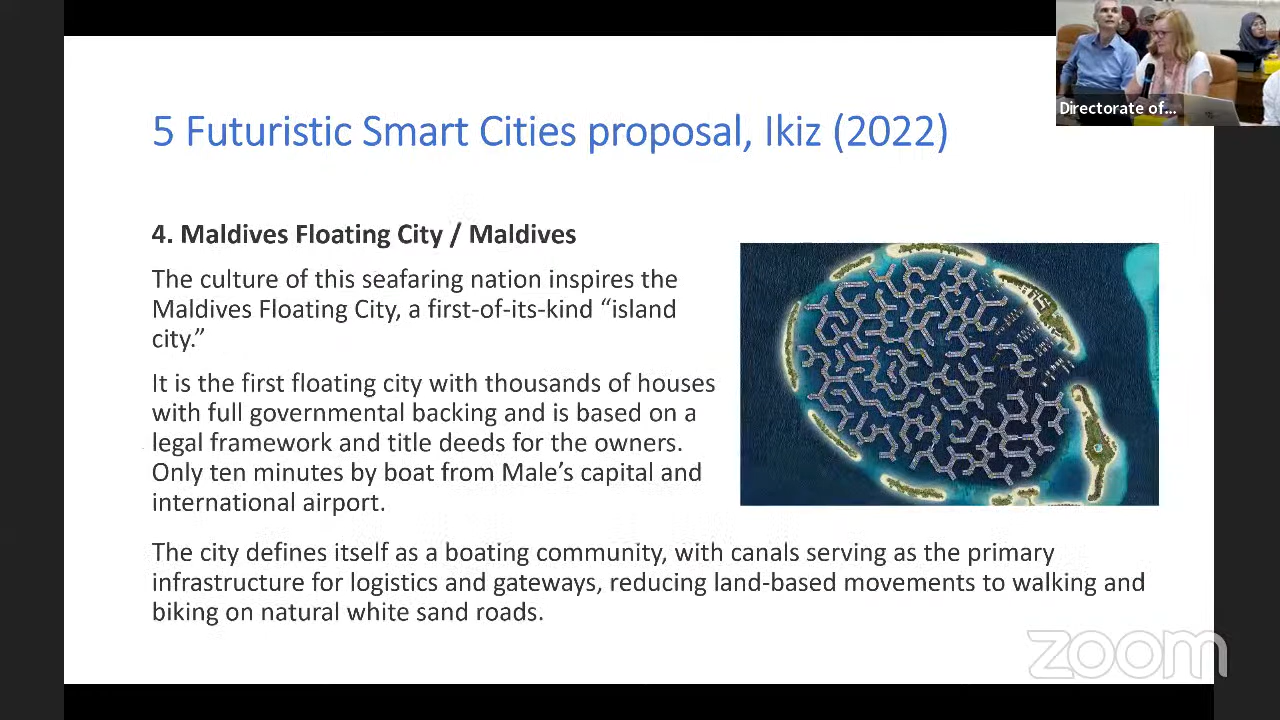 Directorate of...
5 Futuristic Smart Cities proposal, Ikiz (2022)
4. Maldives Floating City / Maldives
The culture of this seafaring nation inspires the
Maldives Floating City, a first-of-its-kind “island
city.”
It is the first floating city with thousands of houses
with full governmental backing and is based on a
legal framework and title deeds for the owners.
Only ten minutes by boat from Male’s capital and
international airport.
The city defines itself as a boating community, with canals serving as the primary
infrastructure for logistics and gateways, reducing land-based movements to walking and
biking on natural white sand roads.
zoom